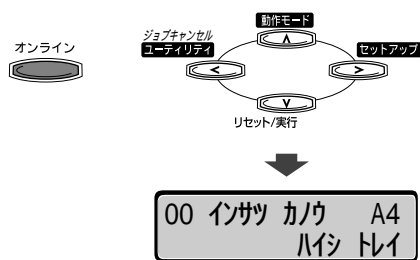 動作モード
ジョブキャンセル
オンライン
ユーティリティ
セットアップ
リセット/実行
00 インサツ カノウ A4
ハイシ トレイ